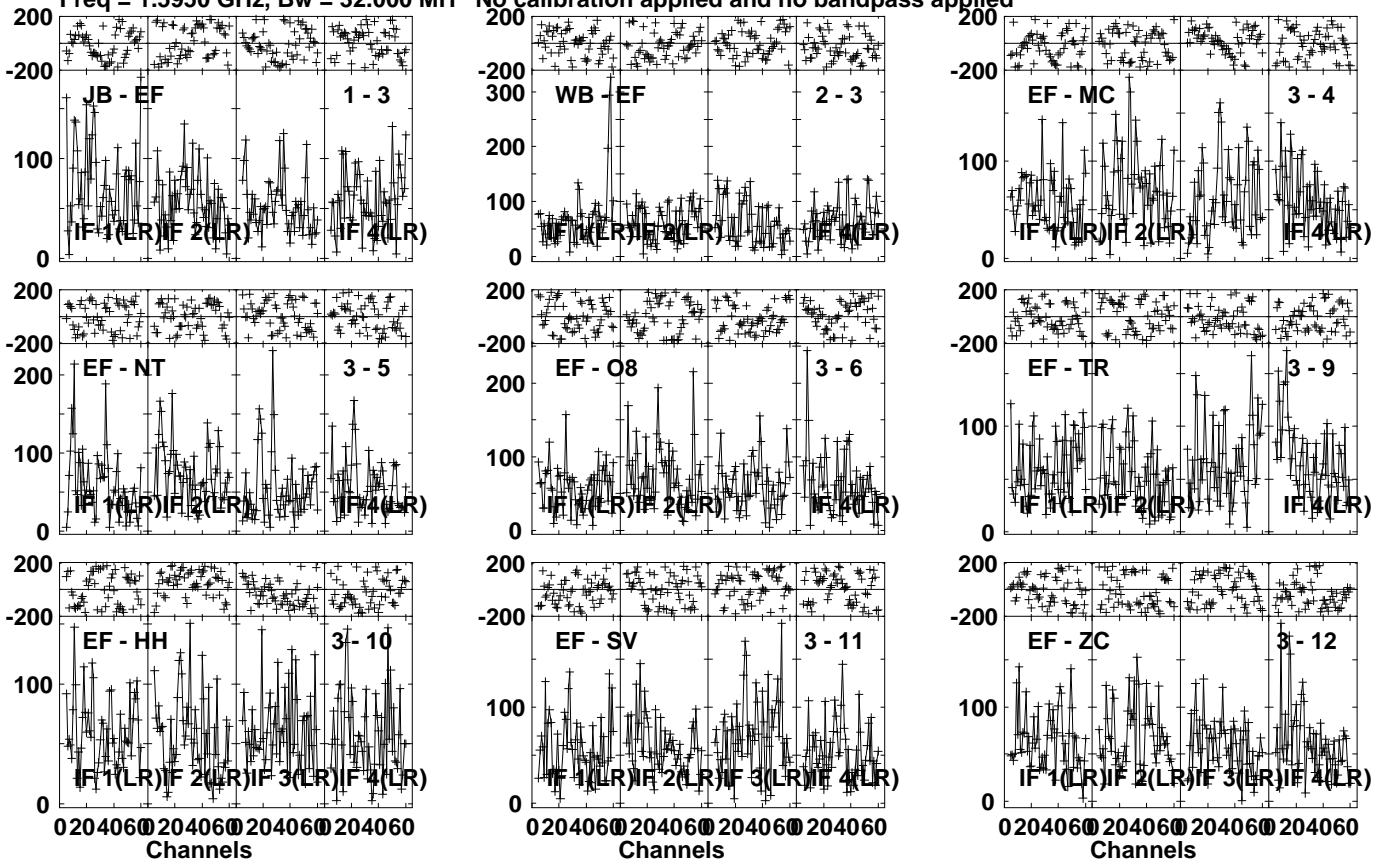 Freq = 1.5950 GHz, Bw = 32.000 MH No calibration applied and no bandpass applied
200
-200
JB - EF 1 - 3
100
0
IF 1(LR) IF 2(LR) IF 4(LR)
200
-200
WB - EF 2 - 3
300
200
100
0
IF 1(LR) IF 2(LR) IF 4(LR)
200
-200
EF - MC 3 - 4
100
0
IF 1(LR) IF 2(LR) IF 4(LR)
200
-200
EF - NT 3 - 5
200
100
0
IF 1(LR) IF 2(LR) IF 4(LR)
200
-200
EF - O8 3 - 6
200
100
0
IF 1(LR) IF 2(LR) IF 4(LR)
200
-200
EF - TR 3 - 9
100
0
IF 1(LR) IF 2(LR) IF 4(LR)
200
-200
EF - HH 3 - 10
100
0
IF 1(LR) IF 2(LR) IF 3(LR) IF 4(LR)
0 20 40 60 0 20 40 60 0 20 40 60 0 20 40 60
Channels
200
-200
EF - SV 3 - 11
100
0
IF 1(LR) IF 2(LR) IF 3(LR) IF 4(LR)
0 20 40 60 0 20 40 60 0 20 40 60 0 20 40 60
Channels
200
-200
EF - ZC 3 - 12
100
0
IF 1(LR) IF 2(LR) IF 3(LR) IF 4(LR)
0 20 40 60 0 20 40 60 0 20 40 60 0 20 40 60
Channels